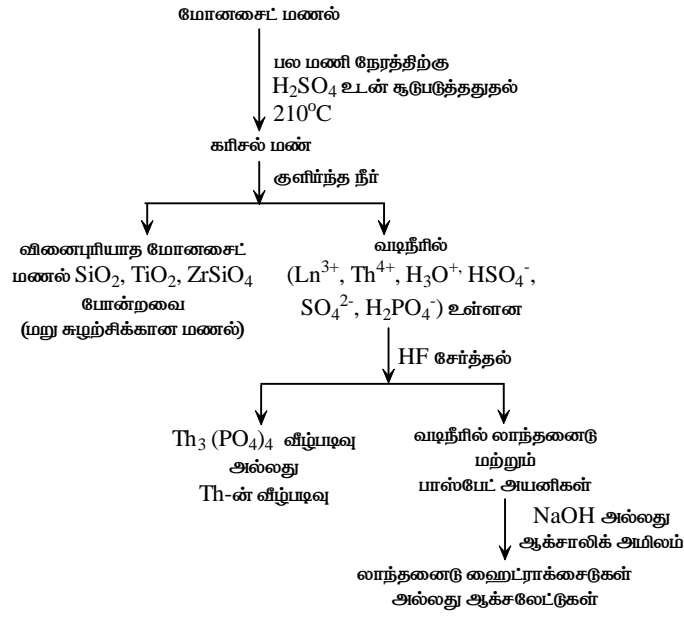 மோனசைட் மணல்
பல மணி நேரத்திற்கு
H₂SO₄ உடன் சூடுபடுத்ததுதல்
210°C
கரிசல் மண்
குளிர்ந்த நீர்
வினைபுரியாத மோனசைட்
மணல் SiO₂, TiO₂, ZrSiO₄
போன்றவை
(மறு சுழற்சிக்கான மணல்)
வடிநீரில்
(Ln³⁺, Th⁴⁺, H₃O⁺, HSO₄⁻,
SO₄²⁻, H₂PO₄⁻) உள்ளன
HF சேர்த்தல்
Th₃ (PO₄)₄ வீழ்படிவு
அல்லது
Th-ன் வீழ்படிவு
வடிநீரில் லாந்தனைடு
மற்றும்
பாஸ்பேட் அயனிகள்
NaOH அல்லது
ஆக்சாலிக் அமிலம்
லாந்தனைடு ஹைட்ராக்சைடுகள்
அல்லது ஆக்சலேட்டுகள்